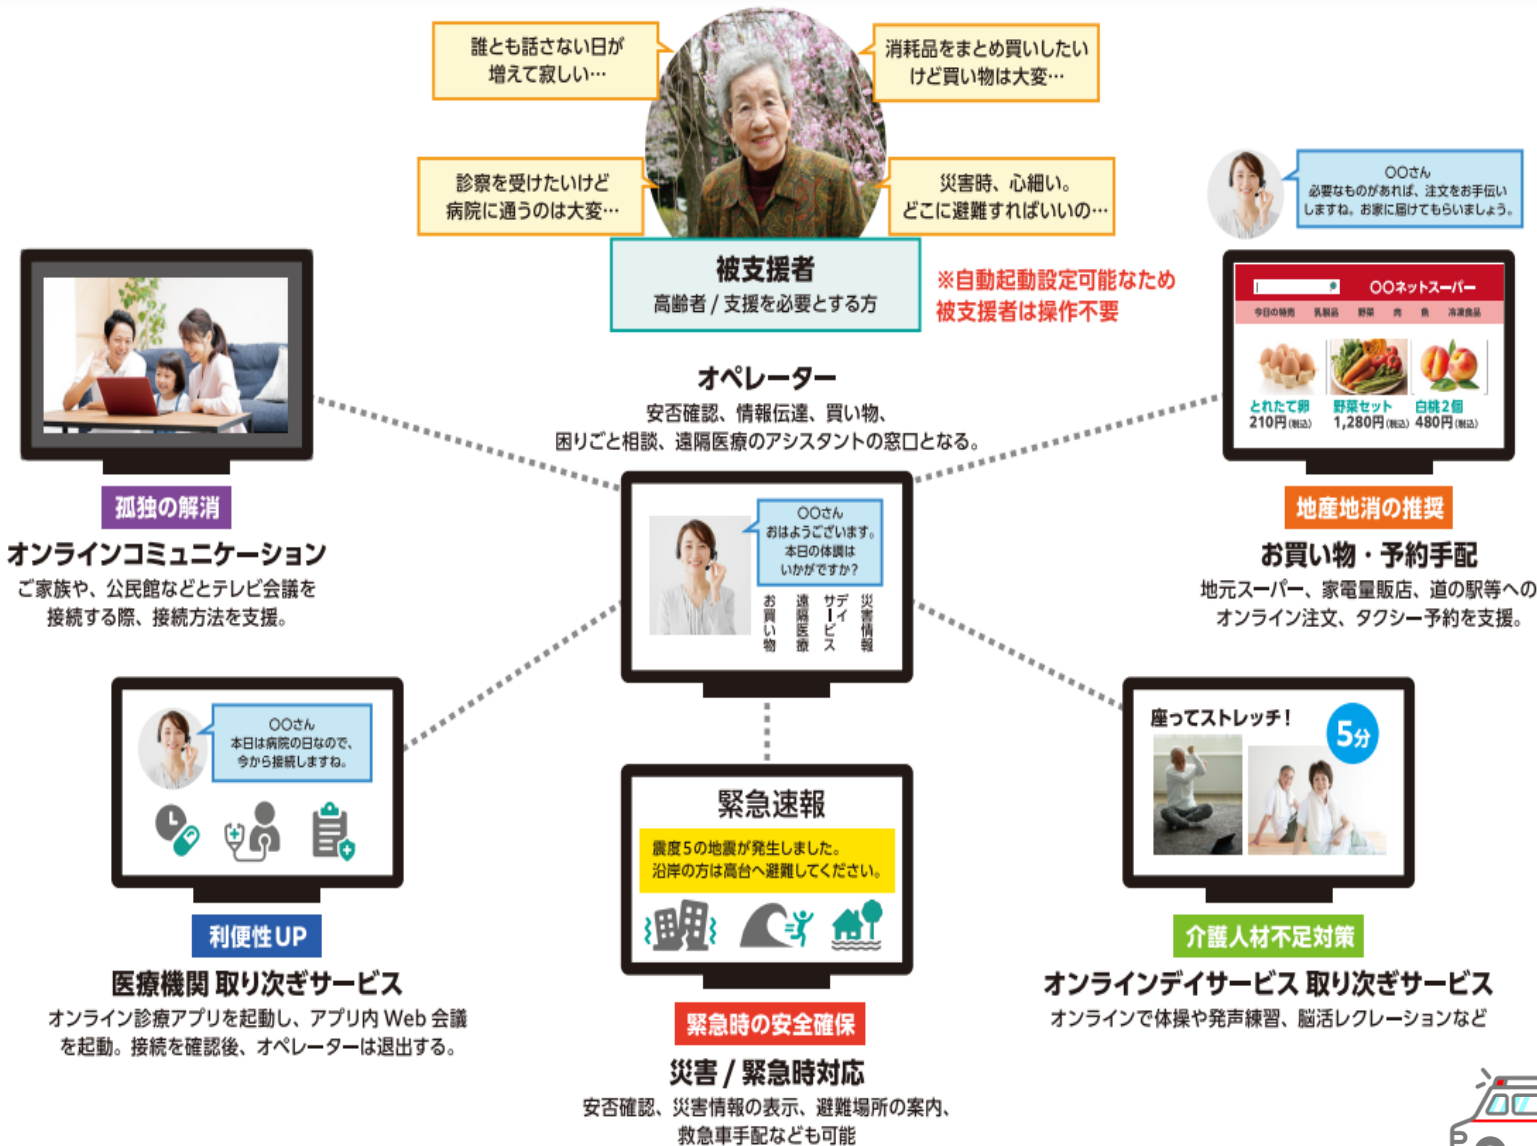 誰とも話さない日が
増えて寂しい…
消耗品をまとめ買いしたい
けど買い物は大変…
診察を受けたいけど
病院に通うのは大変…
災害時、心細い。
どこに避難すればいいの…
被支援者
高齢者 / 支援を必要とする方
※自動起動設定可能なため
被支援者は操作不要
〇〇さん
必要なものがあれば、注文をお手伝い
しますね。お家に届けてもらいましょう。
〇〇ネットスーパー
今日の特売 乳製品 野菜 肉 魚 冷凍食品
とれたて卵 野菜セット 白桃2個
210円(税込) 1,280円(税込) 480円(税込)
地産地消の推奨
お買い物・予約手配
地元スーパー、家電量販店、道の駅等への
オンライン注文、タクシー予約を支援。
オペレーター
安否確認、情報伝達、買い物、
困りごと相談、遠隔医療のアシスタントの窓口となる。
〇〇さん
おはようございます。
本日の体調は
いかがですか?
お買い物
遠隔医療
デイ
サービス
災害情報
孤独の解消
オンラインコミュニケーション
ご家族や、公民館などとテレビ会議を
接続する際、接続方法を支援。
〇〇さん
本日は病院の日なので、
今から接続しますね。
利便性UP
医療機関 取り次ぎサービス
オンライン診療アプリを起動し、アプリ内 Web 会議
を起動。接続を確認後、オペレーターは退出する。
緊急速報
震度5の地震が発生しました。
沿岸の方は高台へ避難してください。
緊急時の安全確保
災害 / 緊急時対応
安否確認、災害情報の表示、避難場所の案内、
救急車手配なども可能
座ってストレッチ!
5分
介護人材不足対策
オンラインデイサービス 取り次ぎサービス
オンラインで体操や発声練習、脳活レクレーションなど